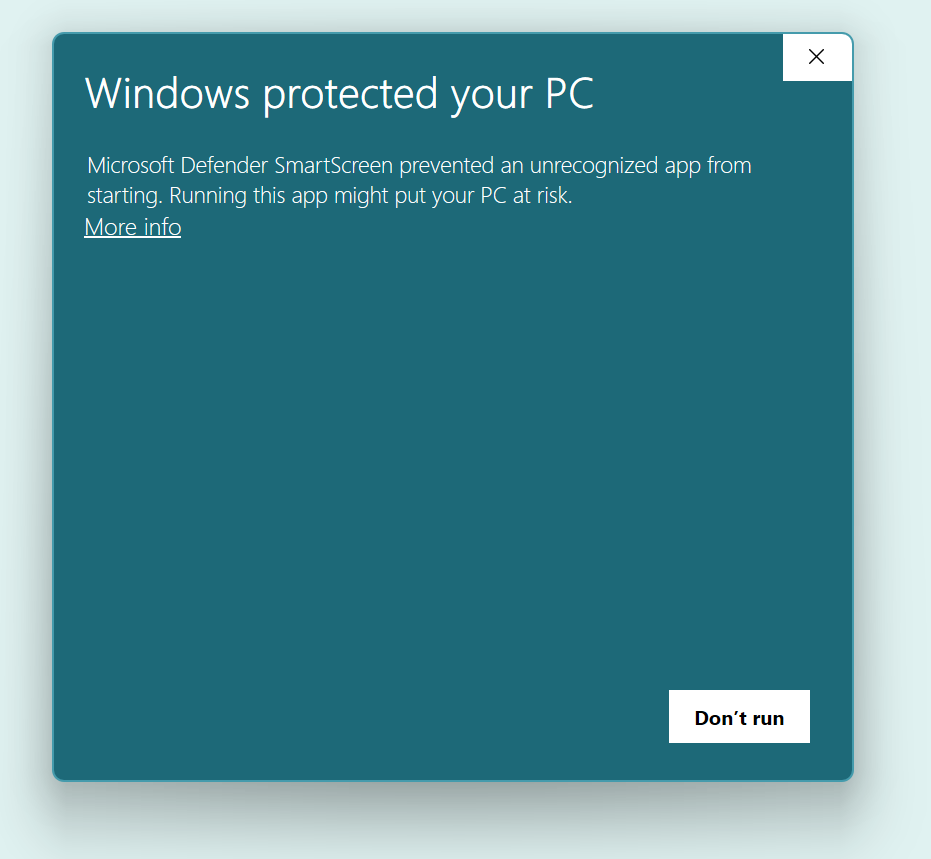 Windows protected your PC
Microsoft Defender SmartScreen prevented an unrecognized app from
starting. Running this app might put your PC at risk.
More info
Don’t run